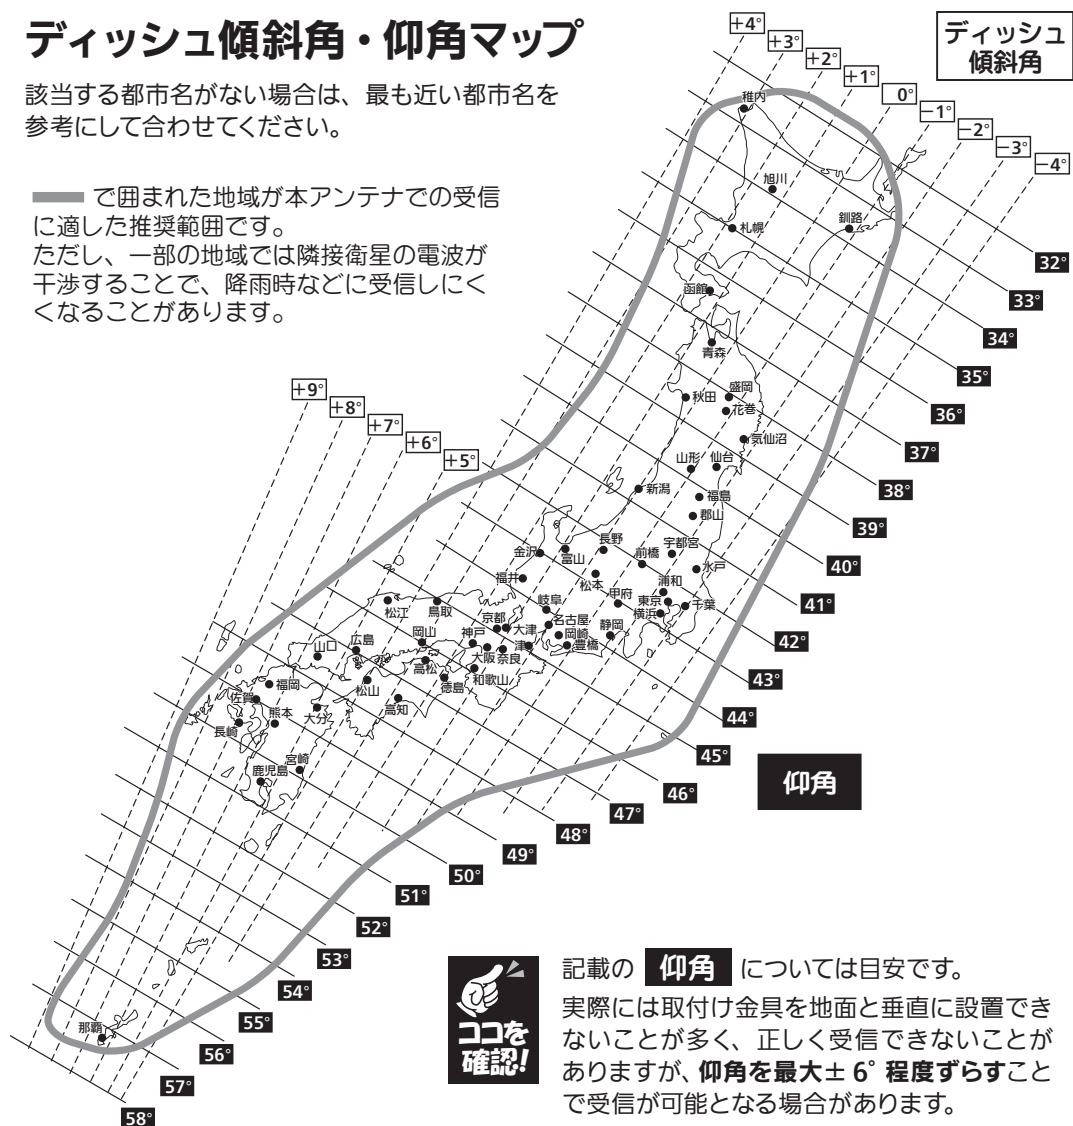 ディッシュ傾斜角・仰角マップ
該当する都市名がない場合は、最も近い都市名を
参考にして合わせてください。
で囲まれた地域が本アンテナでの受信
に適した推奨範囲です。
ただし、一部の地域では隣接衛星の電波が
干渉することで、降雨時などに受信しにく
くなることがあります。
ディッシュ
傾斜角
+4°
+3°
+2°
+1°
0°
−1°
−2°
−3°
−4°
+9°
+8°
+7°
+6°
+5°
稚内
旭川
札幌
釧路
函館
青森
秋田
盛岡
花巻
気仙沼
山形
仙台
新潟
福島
郡山
金沢
富山
長野
前橋
宇都宮
水戸
福井
松本
甲府
浦和
東京
千葉
横浜
岐阜
名古屋
岡崎
豊橋
静岡
松江
鳥取
京都
大津
津
神戸
大阪
奈良
和歌山
岡山
高松
徳島
広島
山口
松山
高知
福岡
佐賀
熊本
大分
長崎
宮崎
鹿児島
那覇
32°
33°
34°
35°
36°
37°
38°
39°
40°
41°
42°
43°
44°
45°
46°
47°
48°
49°
50°
51°
52°
53°
54°
55°
56°
57°
58°
仰角
ココを
確認!
記載の 仰角 については目安です。
実際には取付け金具を地面と垂直に設置でき
ないことが多く、正しく受信できないことが
ありますが、仰角を最大±6°程度ずらすこと
で受信が可能となる場合があります。